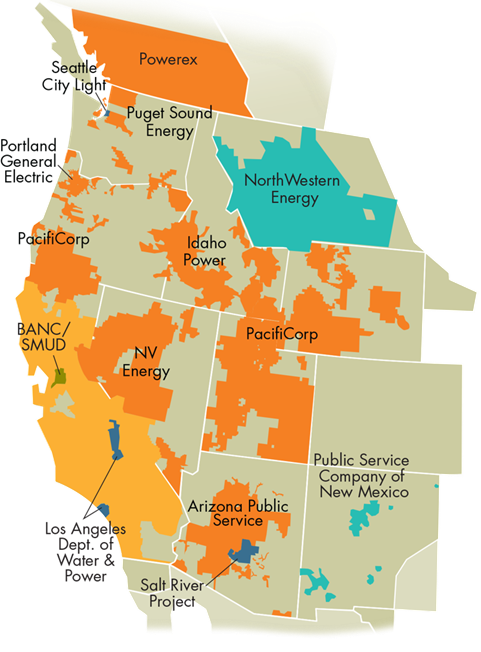 Powerex
Seattle
City Light
Puget Sound
Energy
Portland
General
Electric
NorthWestern
Energy
PacifiCorp
Idaho
Power
BANC/
SMUD
NV
Energy
PacifiCorp
Public Service
Company of
New Mexico
Arizona Public
Service
Los Angeles
Dept. of
Water &
Power
Salt River
Project